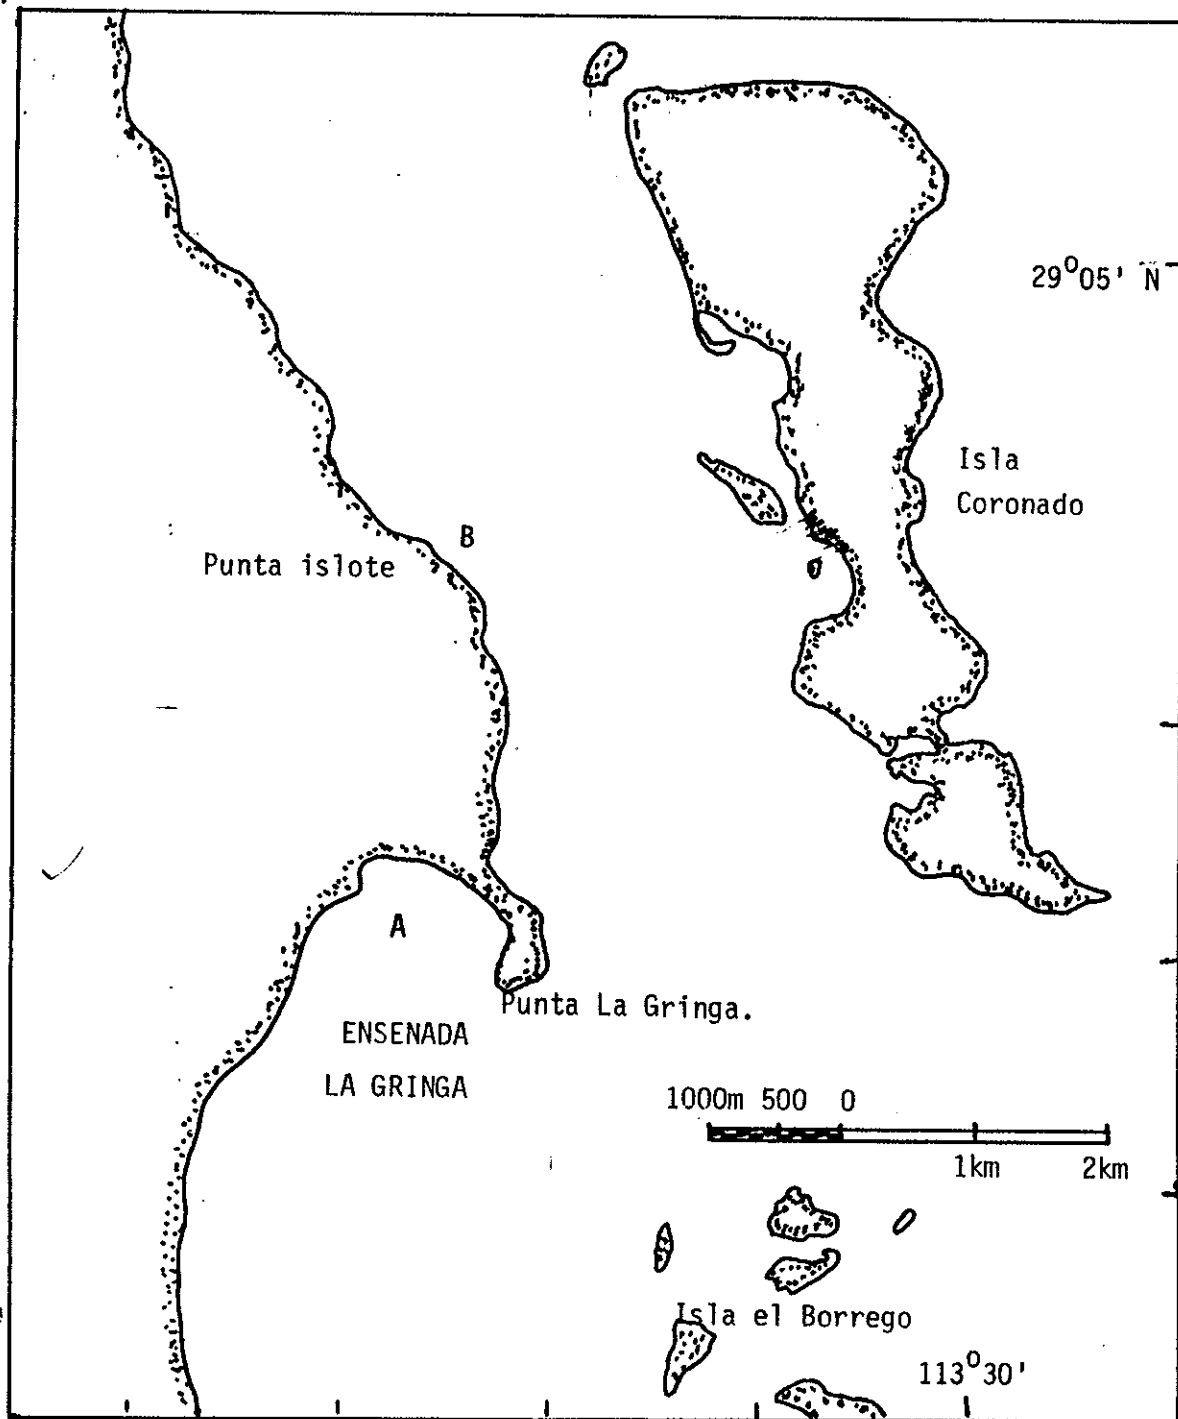 29°05' N
Isla
Coronado
B
Punta islote
A
Punta La Gringa.
ENSENADA
LA GRINGA
1000m 500 0
1km 2km
Isla el Borrego
113°30'